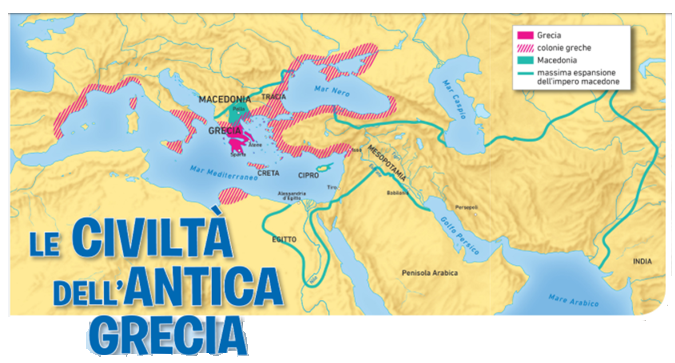 Grecia
colonie greche
Macedonia
massima espansione
dell'impero macedone
Mar Nero
Mar Caspio
MACEDONIA
TRACIA
Pella
GRECIA
Atene
Sparta
Mar Mediterraneo
CRETA
CIPRO
Isso
MESOPOTAMIA
Tiro
Babilonia
Alessandria
d'Egitto
Persepoli
EGITTO
Golfo Persico
Penisola Arabica
INDIA
Mare Arabico
LE CIVILTÀ
DELL'ANTICA
GRECIA